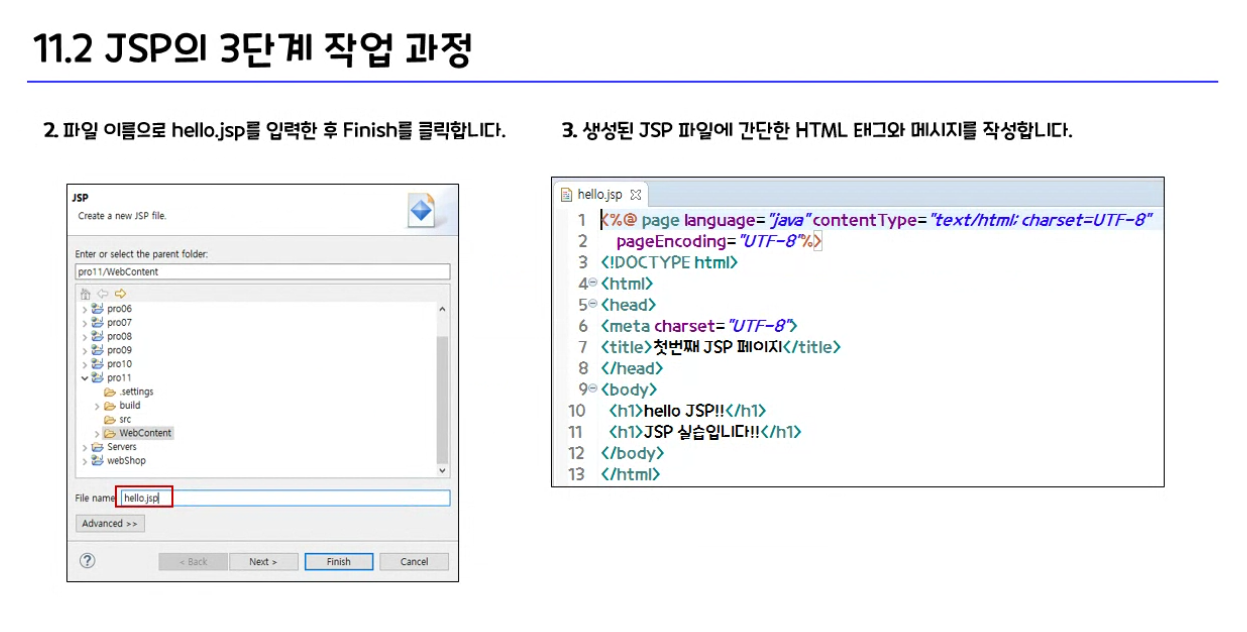 11.2 JSP의 3단계 작업 과정
2. 파일 이름으로 hello.jsp를 입력한 후 Finish를 클릭합니다.
JSP
Create a new JSP file.
Enter or select the parent folder:
pro11/WebContent
pro06
pro07
pro08
pro09
pro10
pro11
.settings
build
src
WebContent
Servers
webShop
File name
hello.jsp
Advanced >>
? < Back Next > Finish Cancel
3. 생성된 JSP 파일에 간단한 HTML 태그와 메시지를 작성합니다.
hello.jsp
1 <%@ page language="java" contentType="text/html; charset=UTF-8"
2 pageEncoding="UTF-8"%>
3 <!DOCTYPE html>
4 <html>
5 <head>
6 <meta charset="UTF-8">
7 <title>첫번째 JSP 페이지</title>
8 </head>
9 <body>
10 <h1>hello JSP!!</h1>
11 <h1>JSP 실습입니다!!</h1>
12 </body>
13 </html>